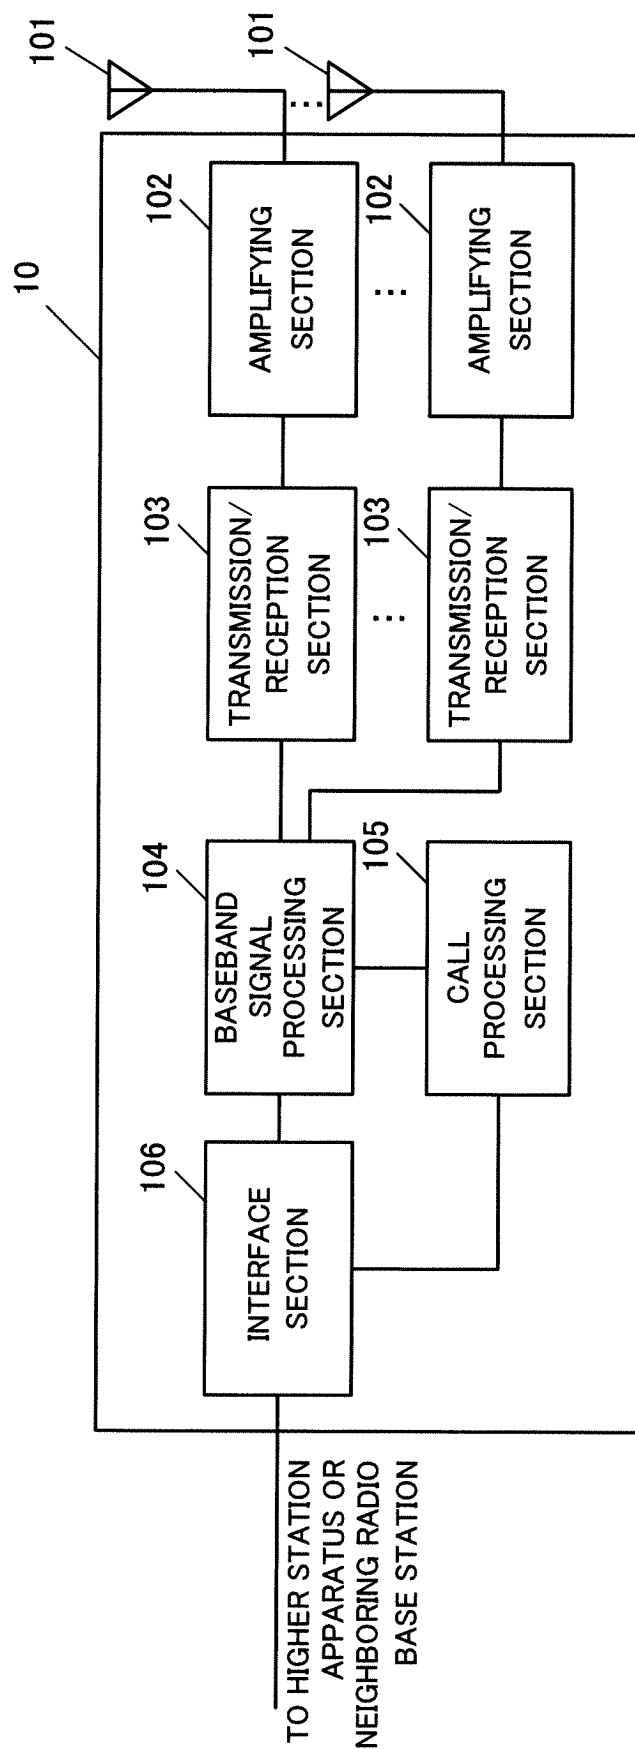 10
101
101
102
AMPLIFYING
SECTION
102
AMPLIFYING
SECTION
...
...
...
103
TRANSMISSION/
RECEPTION
SECTION
103
TRANSMISSION/
RECEPTION
SECTION
104
BASEBAND
SIGNAL
PROCESSING
SECTION
105
CALL
PROCESSING
SECTION
106
INTERFACE
SECTION
TO HIGHER STATION
APPARATUS OR
NEIGHBORING RADIO
BASE STATION